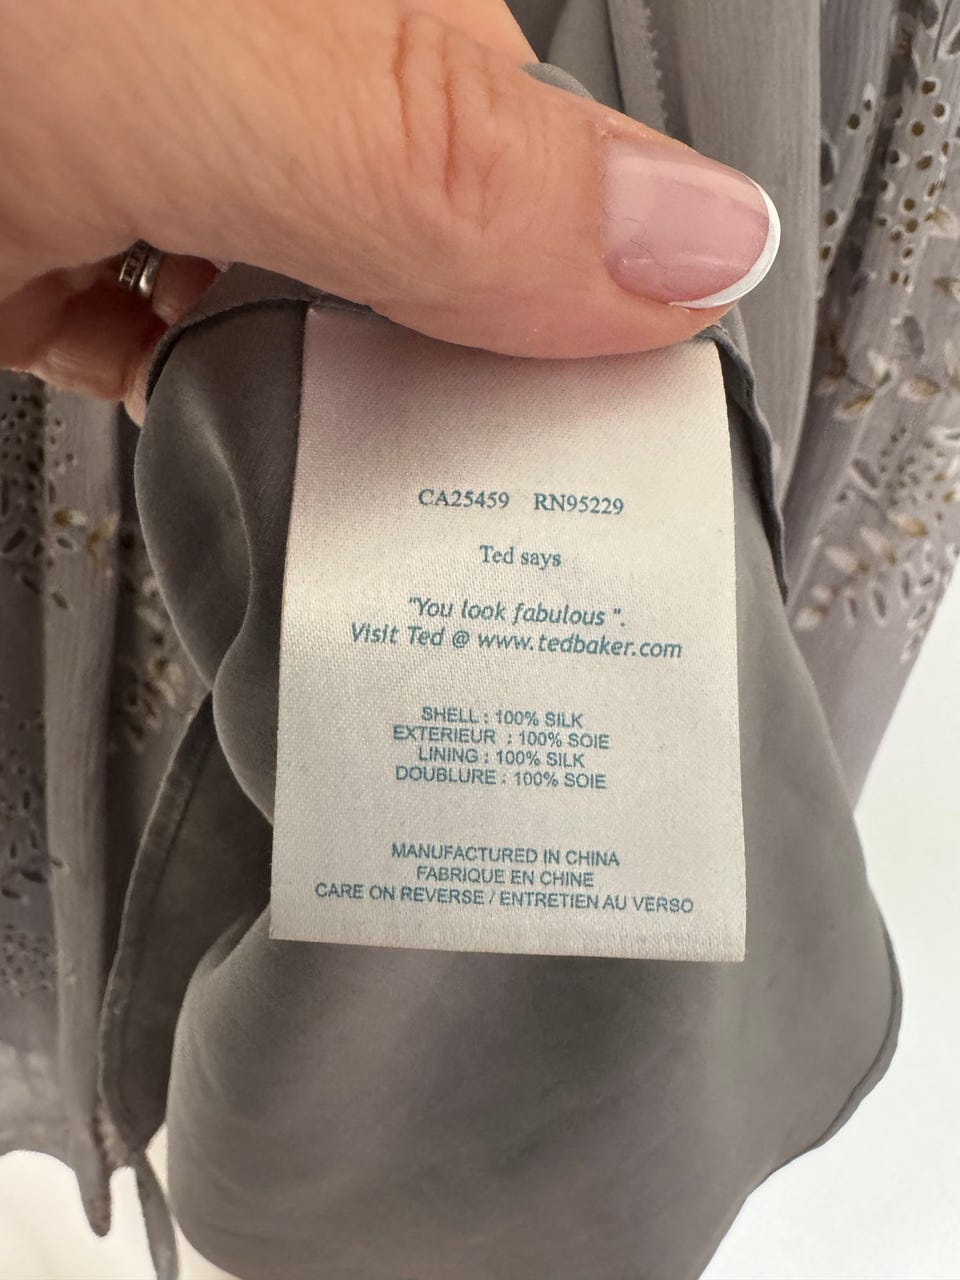 CA25459 RN95229
Ted says
"You look fabulous ".
Visit Ted @ www.tedbaker.com
SHELL : 100% SILK
EXTERIEUR : 100% SOIE
LINING : 100% SILK
DOUBLURE : 100% SOIE
MANUFACTURED IN CHINA
FABRIQUE EN CHINE
CARE ON REVERSE / ENTRETIEN AU VERSO